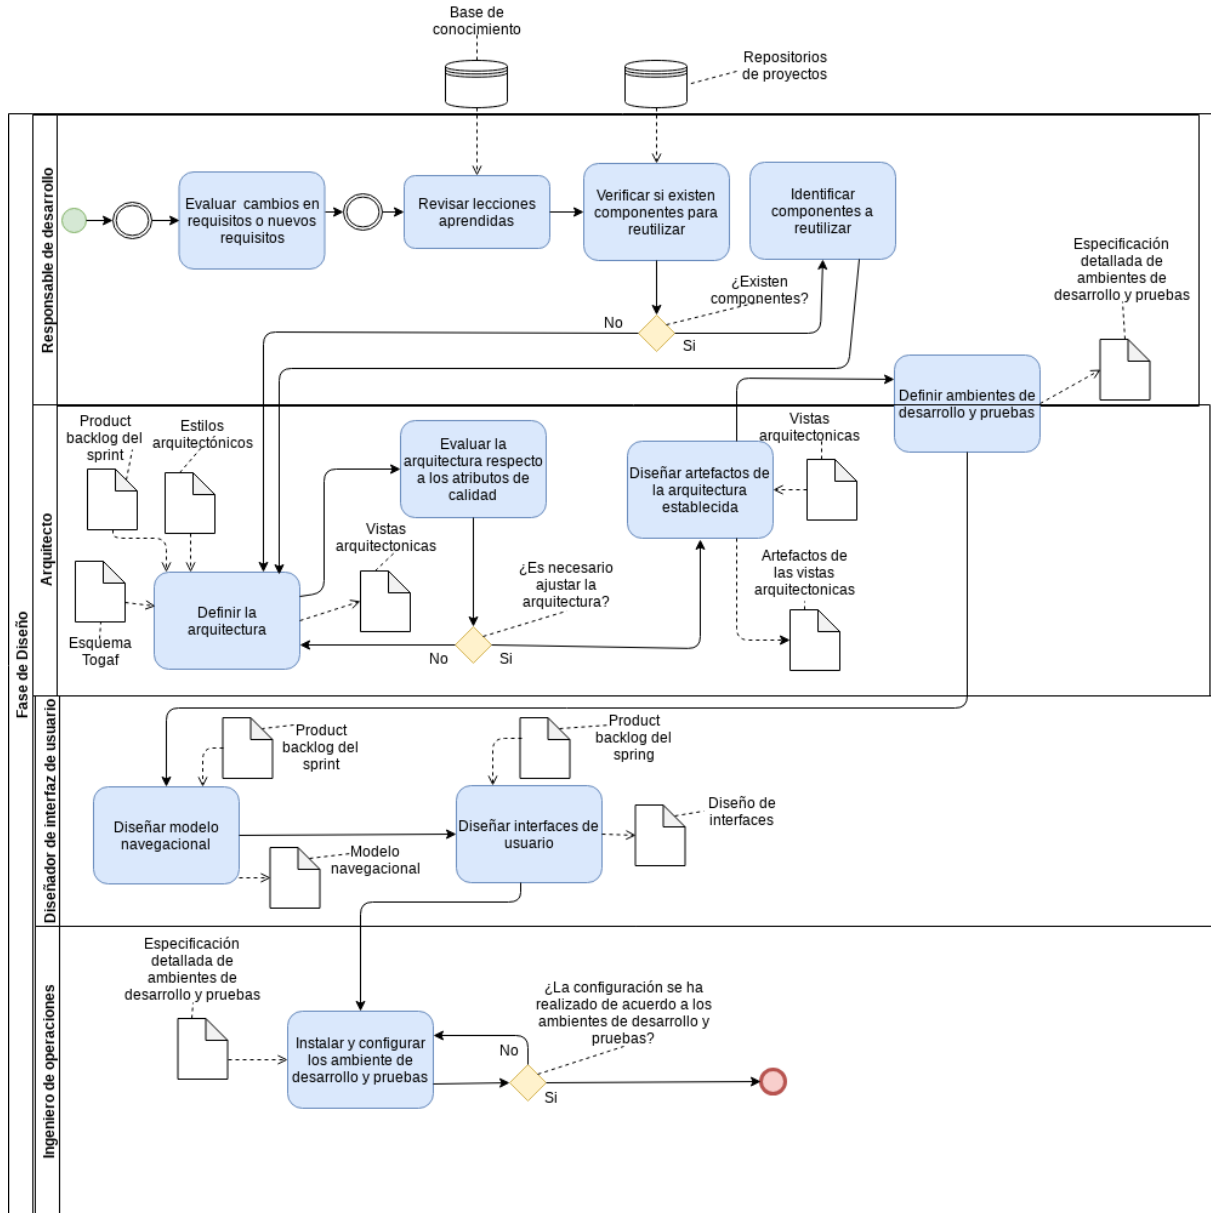 Base de
conocimiento
Repositorios
de proyectos
Fase de Diseño
Responsable de desarrollo
Evaluar cambios en
requisitos o nuevos
requisitos
Revisar lecciones
aprendidas
Verificar si existen
componentes para
reutilizar
Identificar
componentes a
reutilizar
¿Existen
componentes?
No
Si
Especificación
detallada de
ambientes de
desarrollo y pruebas
Definir ambientes de
desarrollo y pruebas
Arquitecto
Product
backlog del
sprint
Estilos
arquitectónicos
Esquema
Togaf
Definir la
arquitectura
Vistas
arquitectonicas
Evaluar la
arquitectura respecto
a los atributos de
calidad
¿Es necesario
ajustar la
arquitectura?
No
Si
Diseñar artefactos de
la arquitectura
establecida
Vistas
arquitectonicas
Artefactos de
las vistas
arquitectonicas
Diseñador de interfaz de usuario
Product
backlog del
sprint
Diseñar modelo
navegacional
Modelo
navegacional
Product
backlog del
spring
Diseñar interfaces de
usuario
Diseño de
interfaces
Ingeniero de operaciones
Especificación
detallada de
ambientes de
desarrollo y pruebas
Instalar y configurar
los ambiente de
desarrollo y pruebas
¿La configuración se ha
realizado de acuerdo a los
ambientes de desarrollo y
pruebas?
No
Si